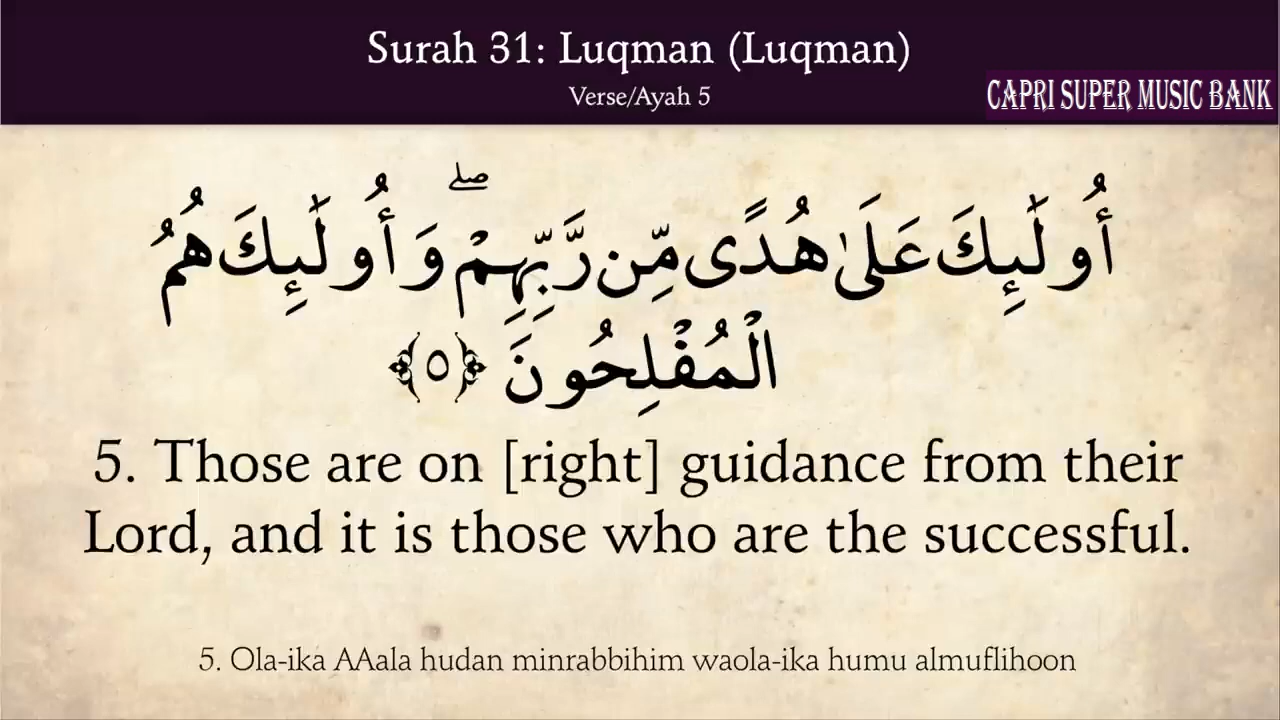 Surah 31: Luqman (Luqman)
Verse/Ayah 5
CAPRI SUPER MUSIC BANK
أُو۟لَٰٓئِكَ عَلَىٰ هُدًى مِّن رَّبِّهِمْ ۖ وَأُو۟لَٰٓئِكَ هُمُ
الْمُفْلِحُونَ ﴿٥﴾
5. Those are on [right] guidance from their
Lord, and it is those who are the successful.
5. Ola-ika AAala hudan minrabbihim waola-ika humu almuflihoon